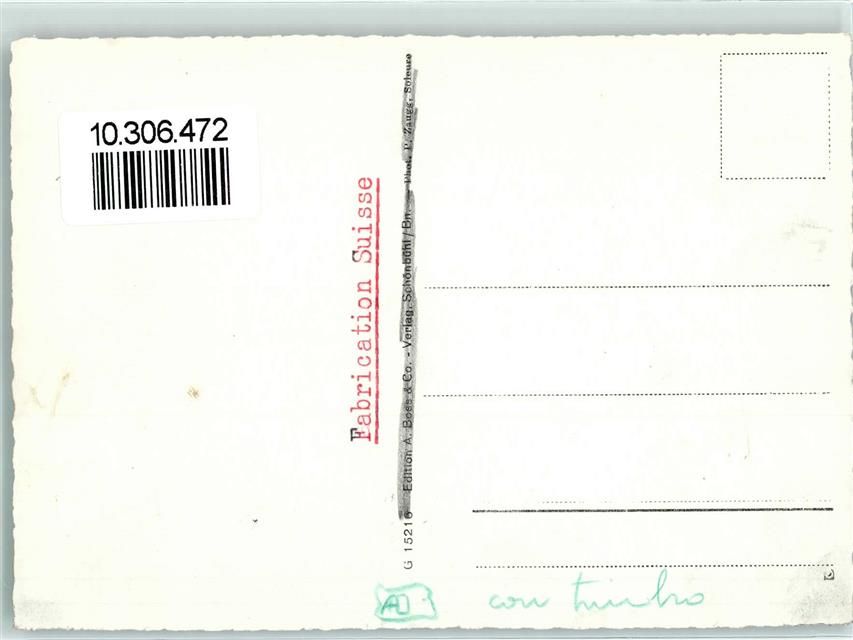 10.306.472
Fabrication Suisse
G 15216 Edition A. Boss & Co. - Verlag, Schönbühl/Bn. — Phot. P. Zaugg, Soleure
AD
con timbro